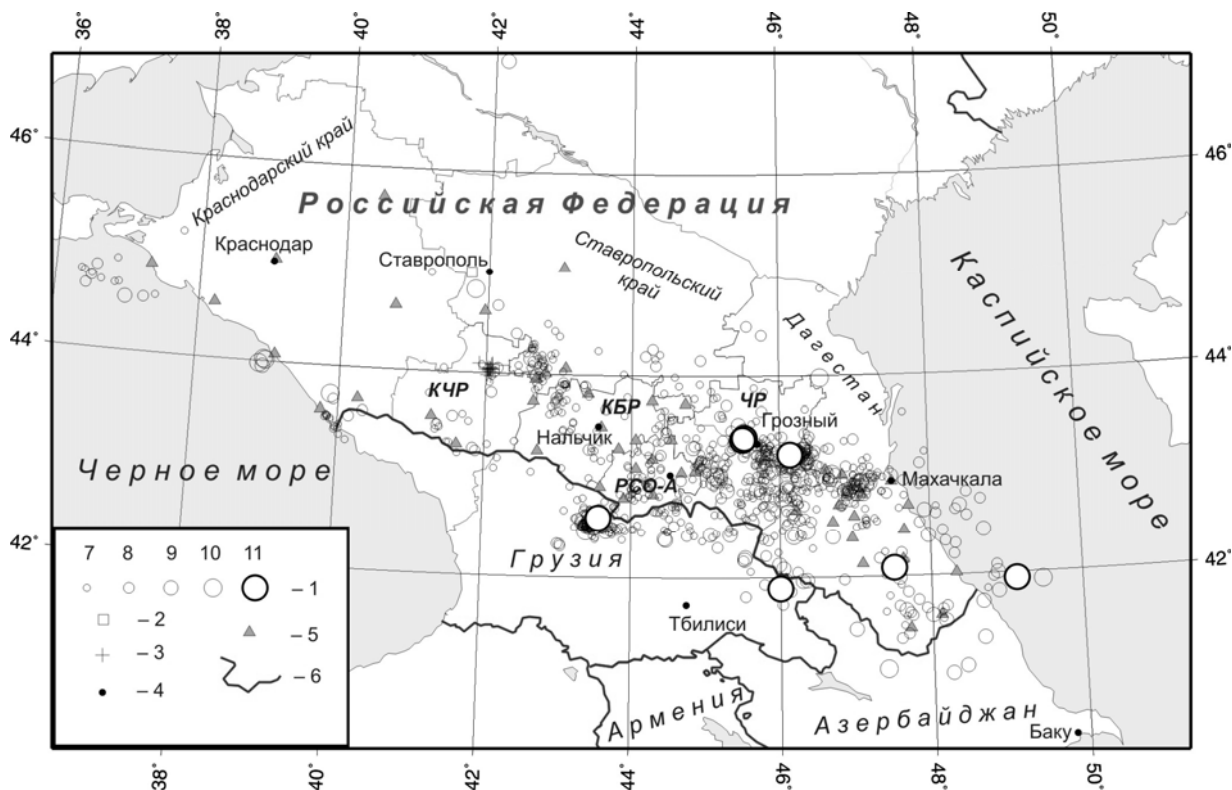 36° 38° 40° 42° 44° 46° 48° 50°
46° 46°
44° 44°
42° 42°
Краснодарский край
Российская Федерация
Краснодар
Ставрополь
Ставропольский
край
Дагестан
Каспийское море
КЧР
КБР
ЧР
Грозный
Нальчик
Махачкала
РСО-А
Черное море
Грузия
Тбилиси
Армения
Азербайджан
Баку
7 8 9 10 11
– 1
– 2
– 3
– 4
– 5
– 6
38° 40° 42° 44° 46° 48° 50°